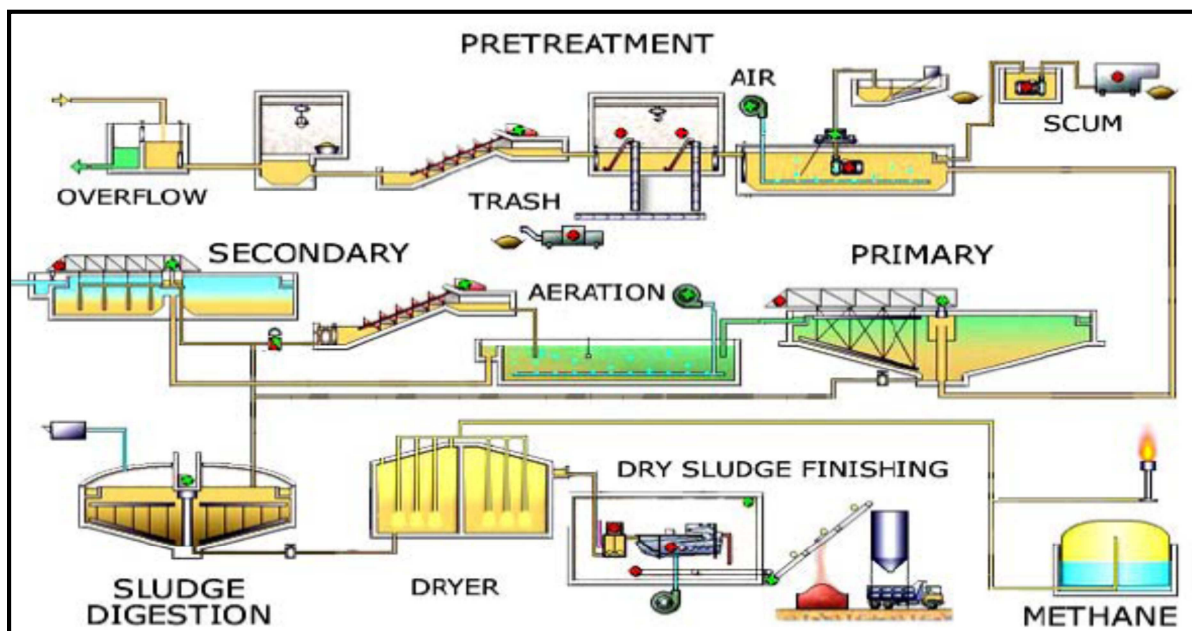 PRETREATMENT
AIR
SCUM
OVERFLOW
TRASH
SECONDARY
PRIMARY
AERATION
DRY SLUDGE FINISHING
SLUDGE
DIGESTION
DRYER
METHANE